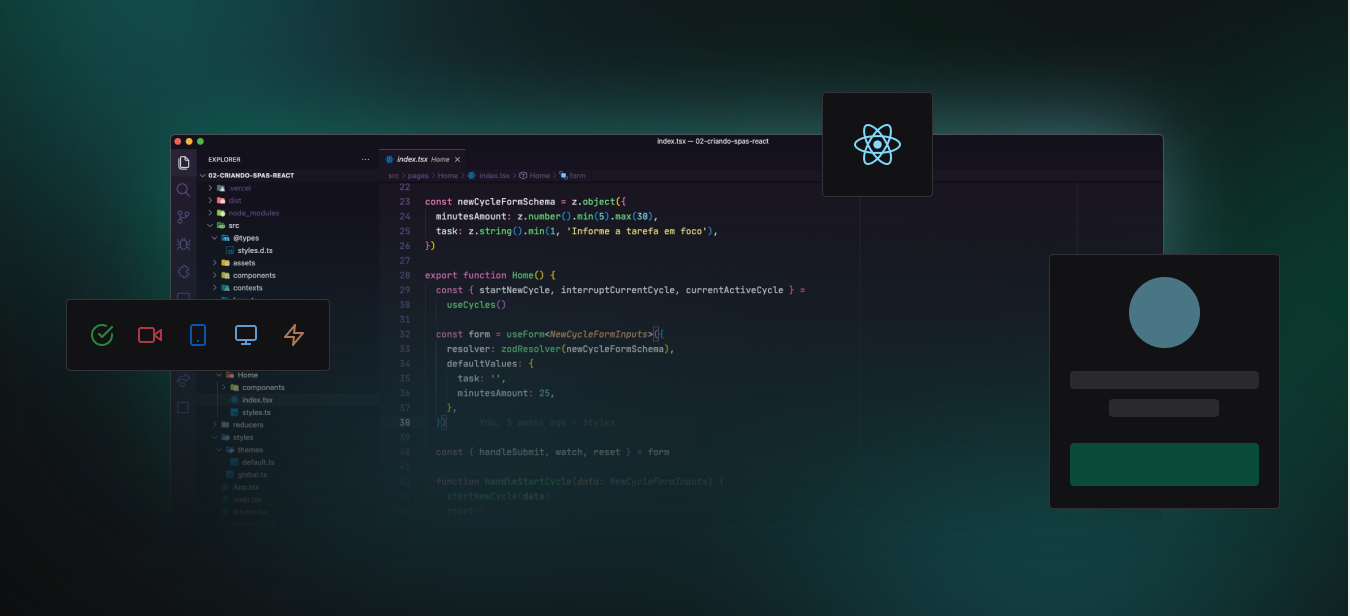 index.tsx — 02-criando-spas-react
EXPLORER ···
02-CRIANDO-SPAS-REACT
.vercel
dist
node_modules
src
@types
styles.d.ts
assets
components
contexts
Home
components
index.tsx
styles.ts
reducers
styles
themes
default.ts
global.ts
App.tsx
main.tsx
Router.tsx
index.tsx Home ×
src > pages > Home > index.tsx > Home > form
22
23 const newCycleFormSchema = z.object({
24 minutesAmount: z.number().min(5).max(30),
25 task: z.string().min(1, 'Informe a tarefa em foco'),
26 })
27
28 export function Home() {
29 const { startNewCycle, interruptCurrentCycle, currentActiveCycle } =
30 useCycles()
31
32 const form = useForm<NewCycleFormInputs>({
33 resolver: zodResolver(newCycleFormSchema),
34 defaultValues: {
35 task: '',
36 minutesAmount: 25,
37 },
38 }) You, 3 weeks ago • Styles
39
40 const { handleSubmit, watch, reset } = form
41
42 function handleStartCycle(data: NewCycleFormInputs) {
43 startNewCycle(data)
reset()